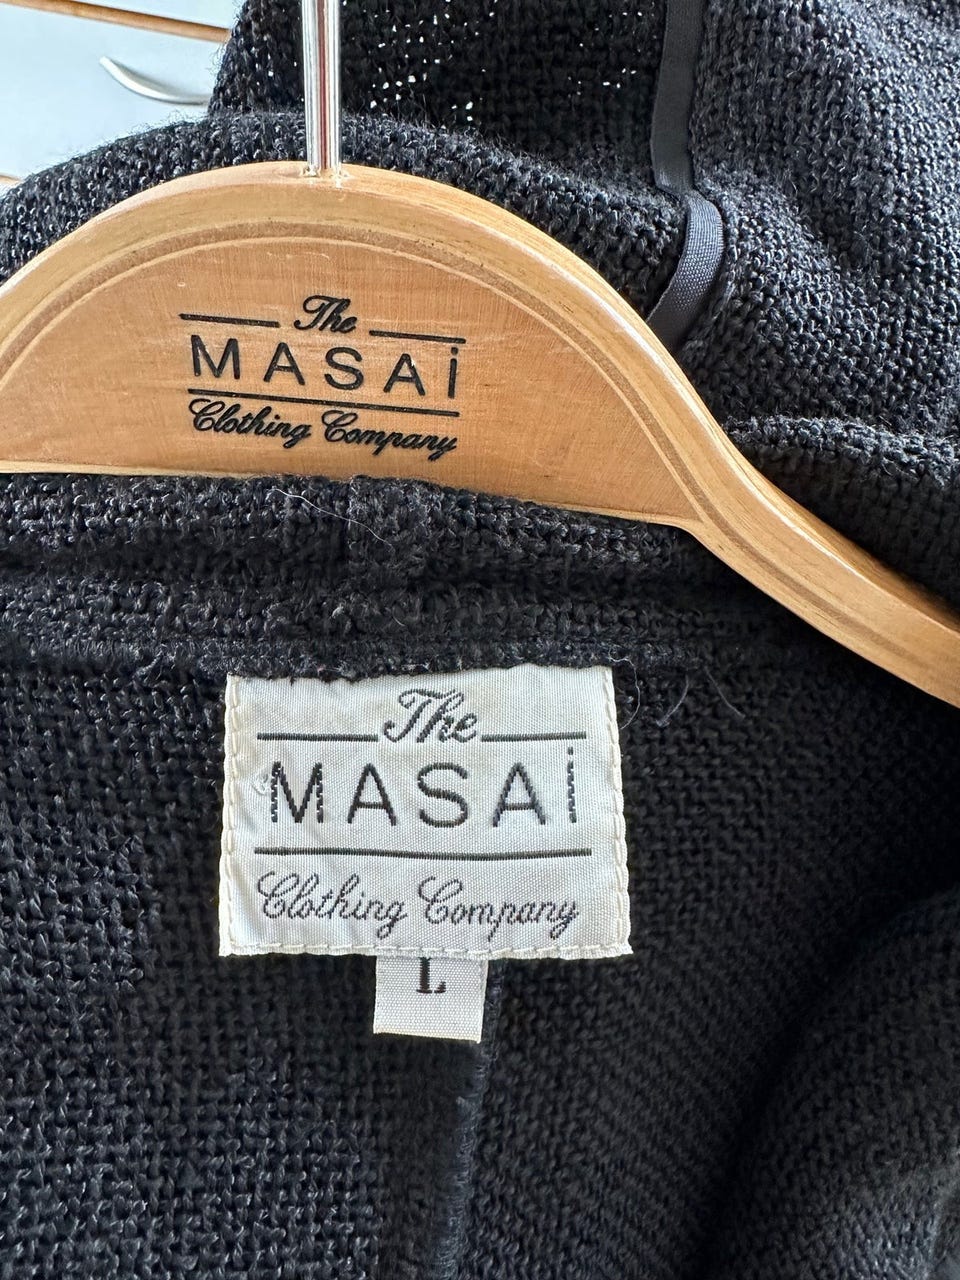 The
MASAi
Clothing Company
The
MASAi
Clothing Company
L